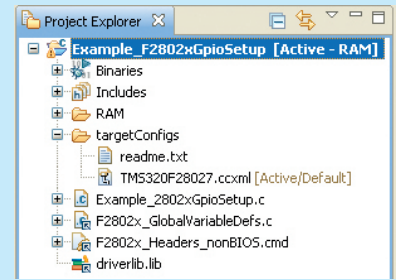 Project Explorer
Example_F2802xGpioSetup [Active - RAM]
Binaries
Includes
RAM
targetConfigs
readme.txt
TMS320F28027.ccxml [Active/Default]
Example_2802xGpioSetup.c
F2802x_GlobalVariableDefs.c
F2802x_Headers_nonBIOS.cmd
driverlib.lib